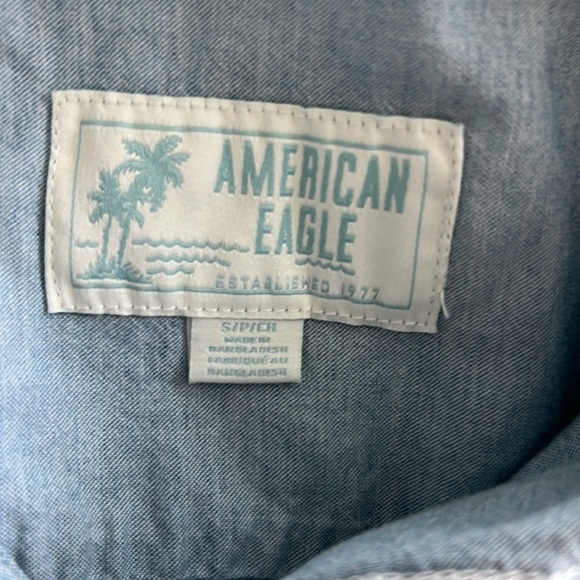 AMERICAN
EAGLE
ESTABLISHED 1977
S/P/CH
MADE IN
BANGLADESH
FABRIQUÉ AU
BANGLADESH